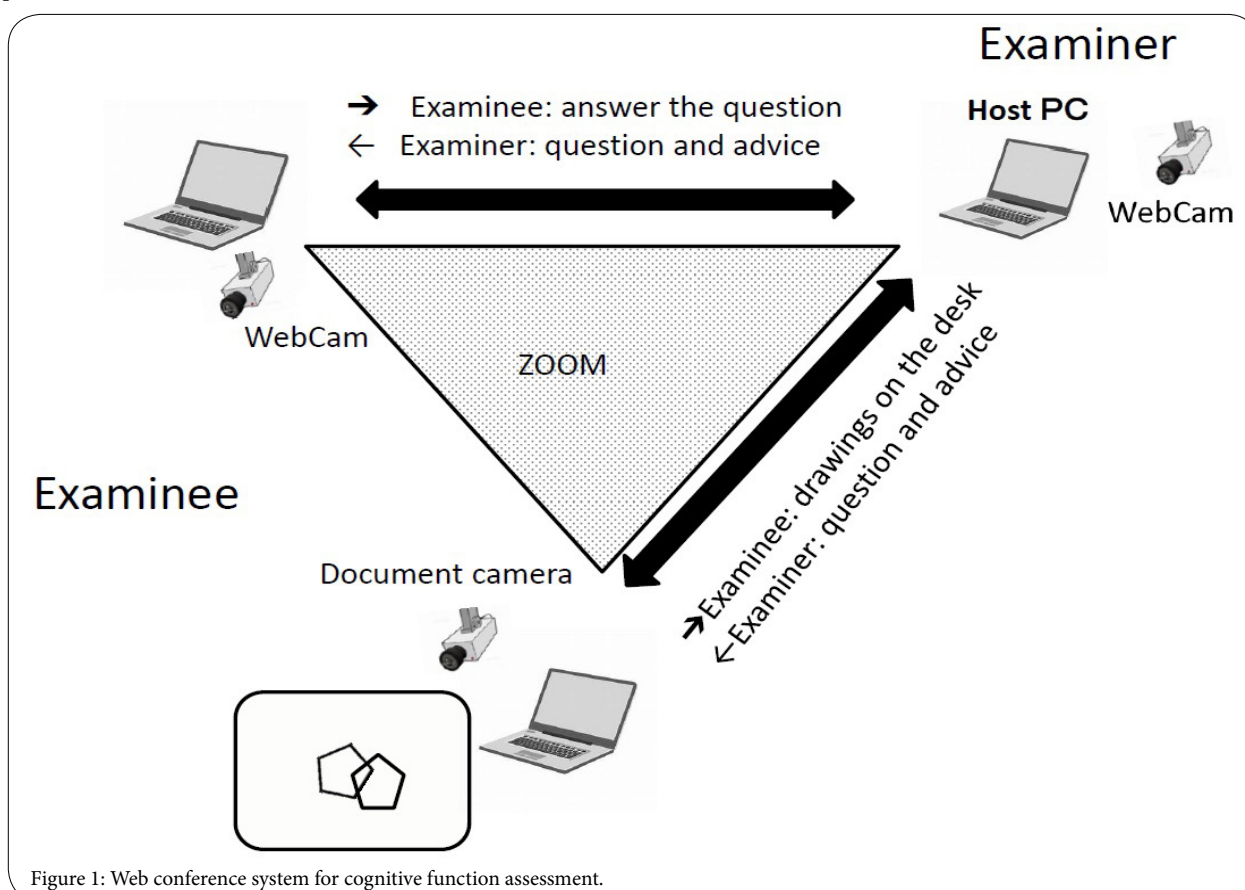 Examiner
→ Examinee: answer the question
← Examiner: question and advice
Host PC
WebCam
WebCam
ZOOM
→Examinee: drawings on the desk
←Examiner: question and advice
Examinee
Document camera
Figure 1: Web conference system for cognitive function assessment.